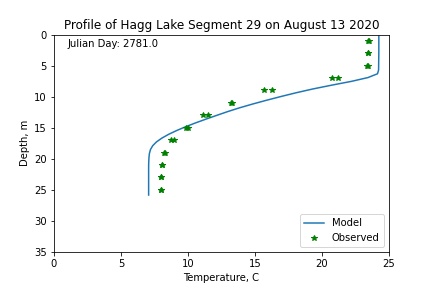 Profile of Hagg Lake Segment 29 on August 13 2020
Julian Day: 2781.0
0
5
10
15
20
25
30
35
Depth, m
0
5
10
15
20
25
Temperature, C
Model
Observed